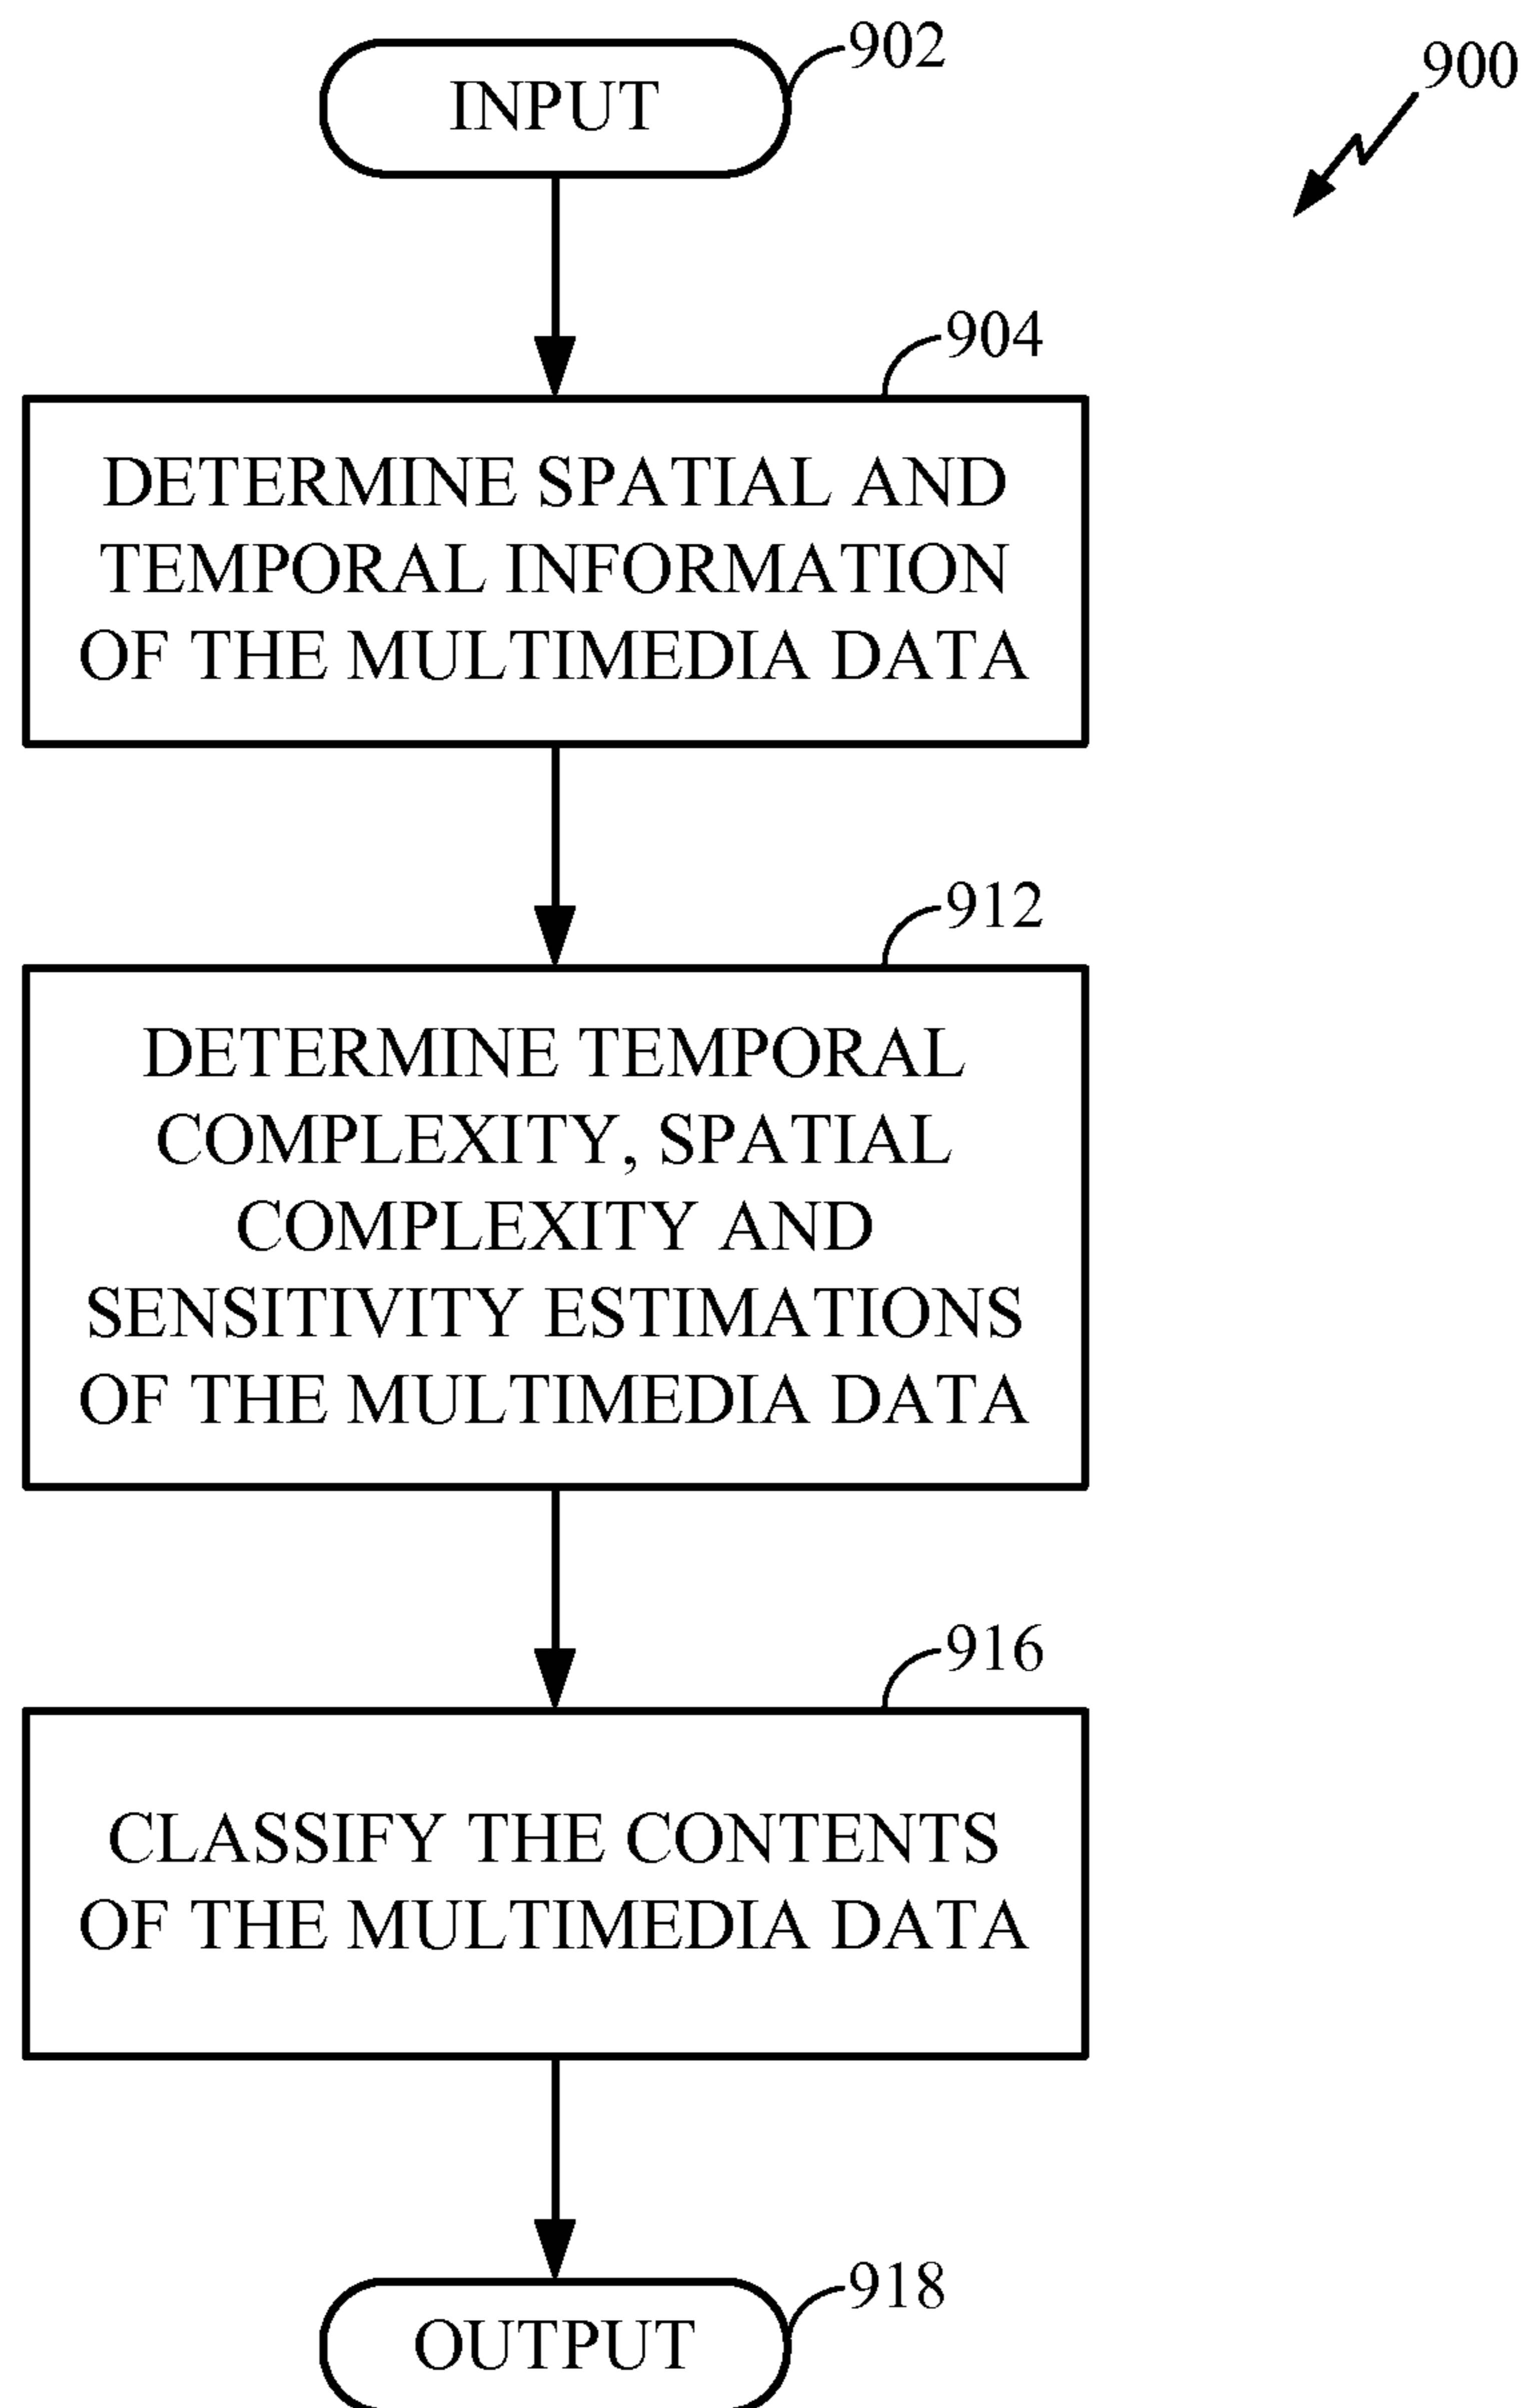 902
INPUT
900
904
DETERMINE SPATIAL AND
TEMPORAL INFORMATION
OF THE MULTIMEDIA DATA
912
DETERMINE TEMPORAL
COMPLEXITY, SPATIAL
COMPLEXITY AND
SENSITIVITY ESTIMATIONS
OF THE MULTIMEDIA DATA
916
CLASSIFY THE CONTENTS
OF THE MULTIMEDIA DATA
918
OUTPUT